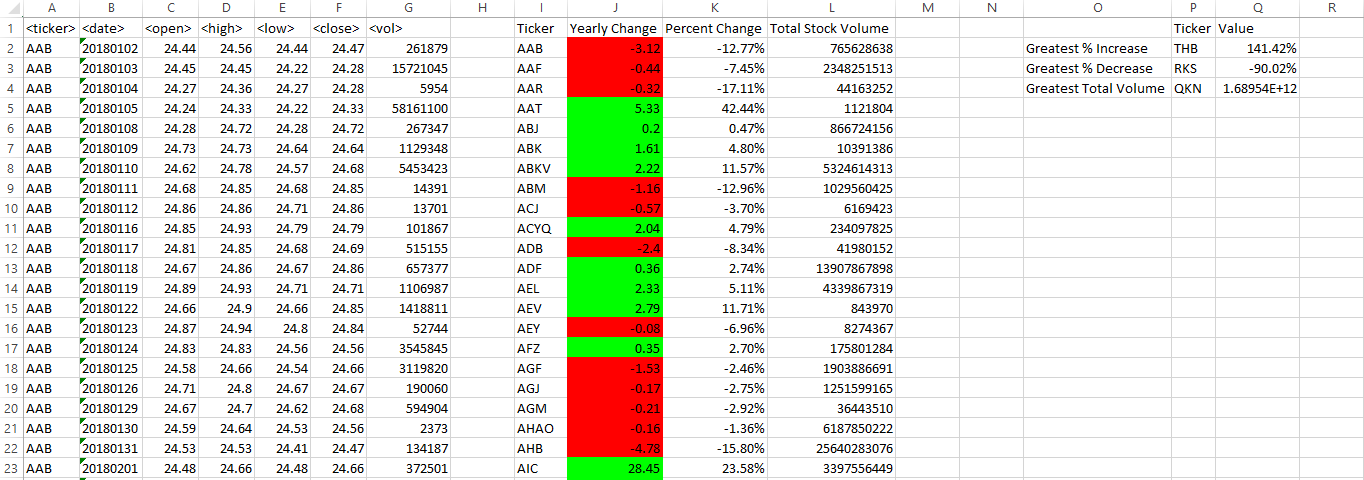 A B C D E F G H I J K L M N O P Q R
1 <ticker> <date> <open> <high> <low> <close> <vol> Ticker Yearly Change Percent Change Total Stock Volume Ticker Value
2 AAB 20180102 24.44 24.56 24.44 24.47 261879 AAB -3.12 -12.77% 765628638 Greatest % Increase THB 141.42%
3 AAB 20180103 24.45 24.45 24.22 24.28 15721045 AAF -0.44 -7.45% 2348251513 Greatest % Decrease RKS -90.02%
4 AAB 20180104 24.27 24.36 24.27 24.28 5954 AAR -0.32 -17.11% 44163252 Greatest Total Volume QKN 1.68954E+12
5 AAB 20180105 24.24 24.33 24.22 24.33 58161100 AAT 5.33 42.44% 1121804
6 AAB 20180108 24.28 24.72 24.28 24.72 267347 ABJ 0.2 0.47% 866724156
7 AAB 20180109 24.73 24.73 24.64 24.64 1129348 ABK 1.61 4.80% 10391386
8 AAB 20180110 24.62 24.78 24.57 24.68 5453423 ABKV 2.22 11.57% 5324614313
9 AAB 20180111 24.68 24.85 24.68 24.85 14391 ABM -1.16 -12.96% 1029560425
10 AAB 20180112 24.86 24.86 24.71 24.86 13701 ACJ -0.57 -3.70% 6169423
11 AAB 20180116 24.85 24.93 24.79 24.79 101867 ACYQ 2.04 4.79% 234097825
12 AAB 20180117 24.81 24.85 24.68 24.69 515155 ADB -2.4 -8.34% 41980152
13 AAB 20180118 24.67 24.86 24.67 24.86 657377 ADF 0.36 2.74% 13907867898
14 AAB 20180119 24.89 24.93 24.71 24.71 1106987 AEL 2.33 5.11% 4339867319
15 AAB 20180122 24.66 24.9 24.66 24.85 1418811 AEV 2.79 11.71% 843970
16 AAB 20180123 24.87 24.94 24.8 24.84 52744 AEY -0.08 -6.96% 8274367
17 AAB 20180124 24.83 24.83 24.56 24.56 3545845 AFZ 0.35 2.70% 175801284
18 AAB 20180125 24.58 24.66 24.54 24.66 3119820 AGF -1.53 -2.46% 1903886691
19 AAB 20180126 24.71 24.8 24.67 24.67 190060 AGJ -0.17 -2.75% 1251599165
20 AAB 20180129 24.67 24.7 24.62 24.68 594904 AGM -0.21 -2.92% 36443510
21 AAB 20180130 24.59 24.64 24.53 24.56 2373 AHAO -0.16 -1.36% 6187850222
22 AAB 20180131 24.53 24.53 24.41 24.47 134187 AHB -4.78 -15.80% 25640283076
23 AAB 20180201 24.48 24.66 24.48 24.66 372501 AIC 28.45 23.58% 3397556449